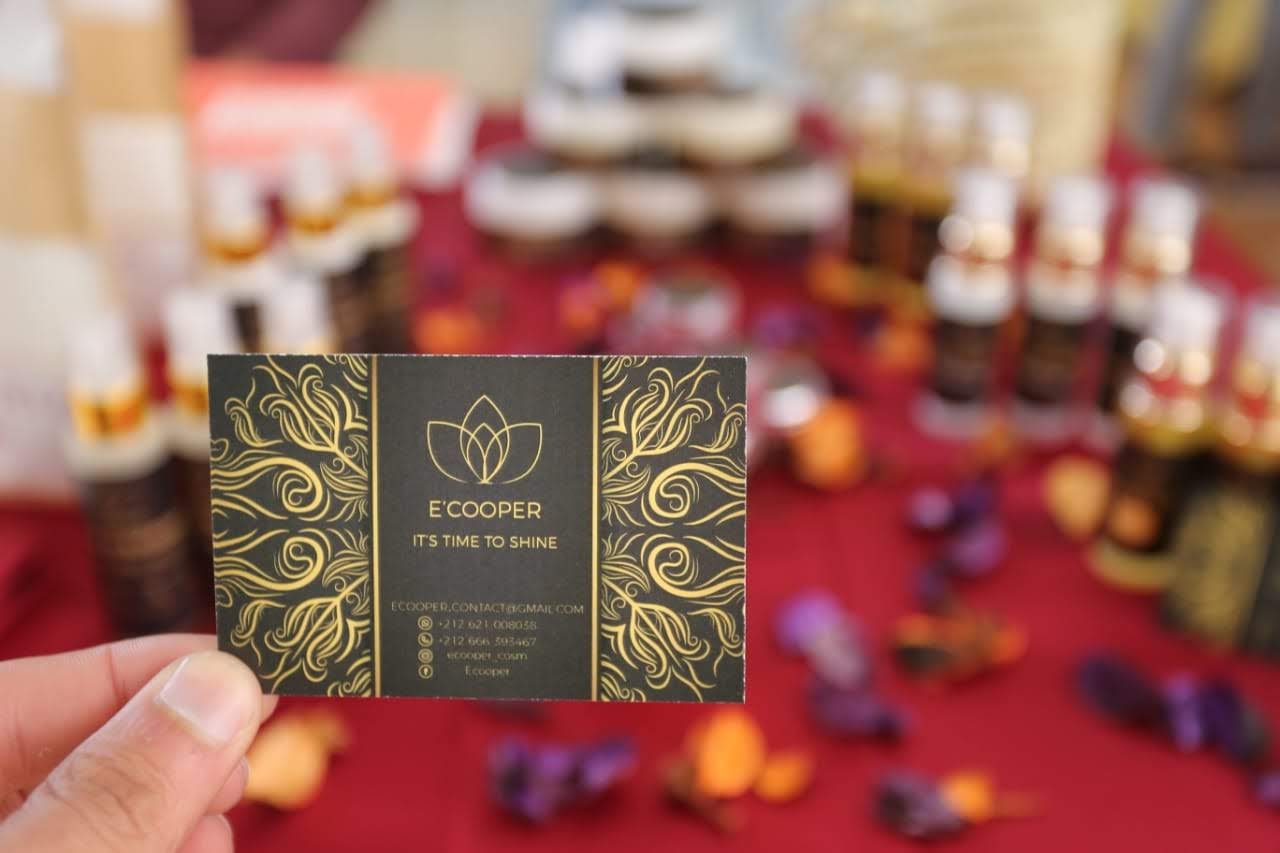 E'COOPER
IT'S TIME TO SHINE
ECOOPER.CONTACT@GMAIL.COM
+212 621-008038
+212 666-393467
ecooper_cosm
Ecooper